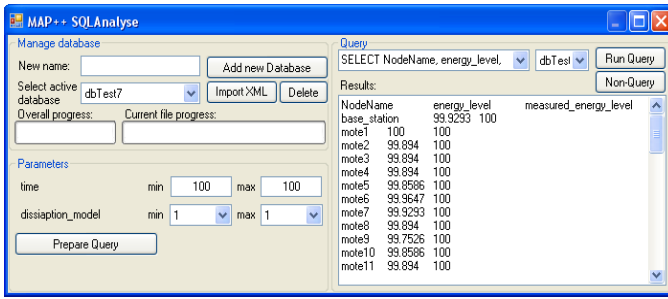 MAP++ SQLAnalyse
Manage database
New name:
Add new Database
Select active database
dbTest7
Import XML
Delete
Overall progress:
Current file progress:
Parameters
time
min
100
max
100
dissiaption_model
min
1
max
1
Prepare Query
Query
SELECT NodeName, energy_level,
dbTest
Run Query
Non-Query
Results:
NodeName energy_level measured_energy_level
base_station 99.9293 100
mote1 100 100
mote2 99.894 100
mote3 99.894 100
mote4 99.894 100
mote5 99.8586 100
mote6 99.9647 100
mote7 99.9293 100
mote8 99.894 100
mote9 99.7526 100
mote10 99.8586 100
mote11 99.894 100